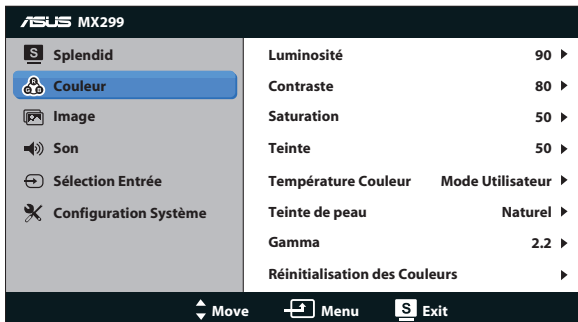 ASUS MX299
S Splendid
Couleur
R G B
Image
Son
Sélection Entrée
Configuration Système
Luminosité 90
Contraste 80
Saturation 50
Teinte 50
Température Couleur Mode Utilisateur
Teinte de peau Naturel
Gamma 2.2
Réinitialisation des Couleurs
Move Menu S Exit